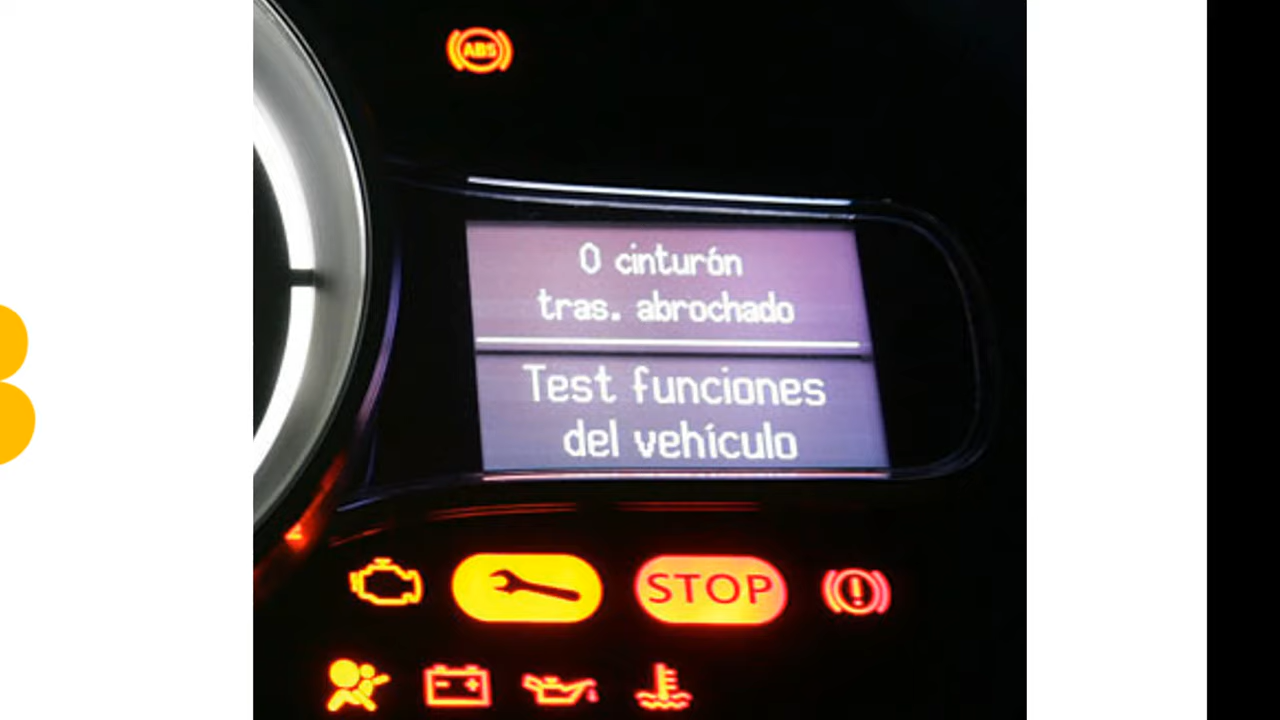 ABS
0 cinturón
tras. abrochado
Test funciones
del vehículo
STOP